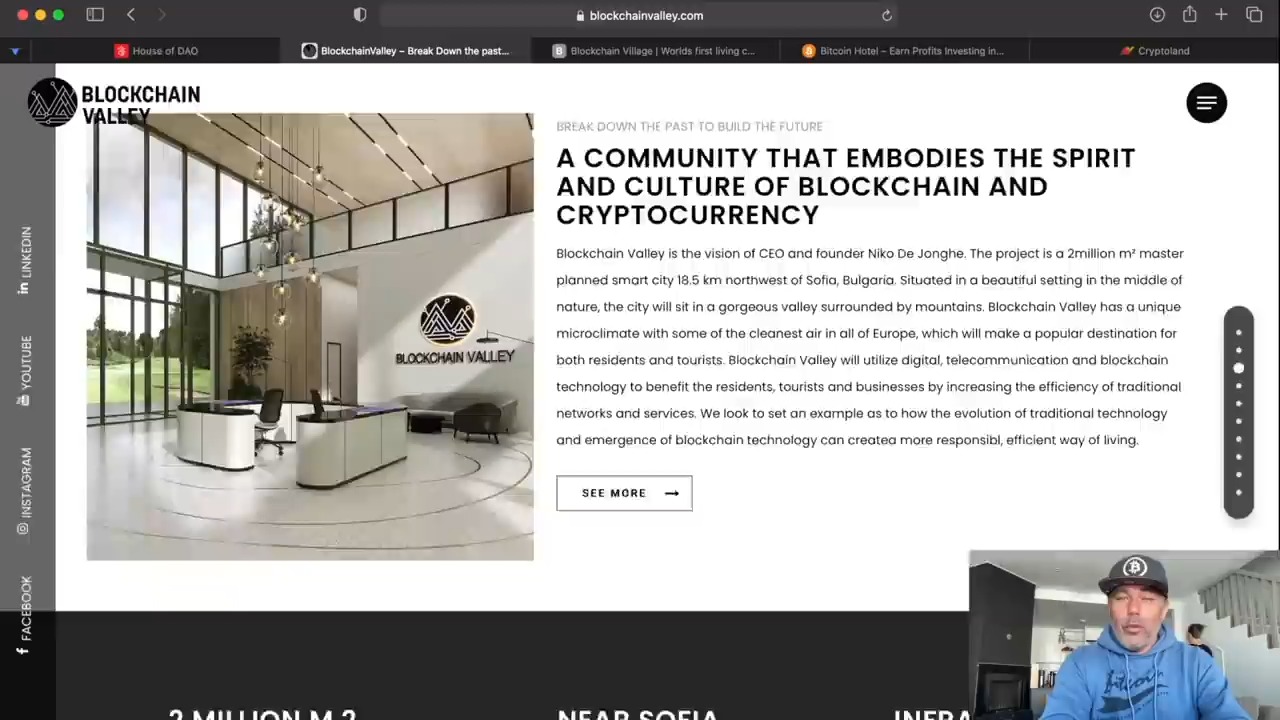 blockchainvalley.com
House of DAO
BlockchainValley – Break Down the past...
Blockchain Village | Worlds first living c...
Bitcoin Hotel – Earn Profits Investing in...
Cryptoland
BLOCKCHAIN
VALLEY
BREAK DOWN THE PAST TO BUILD THE FUTURE
A COMMUNITY THAT EMBODIES THE SPIRIT
AND CULTURE OF BLOCKCHAIN AND
CRYPTOCURRENCY
Blockchain Valley is the vision of CEO and founder Niko De Jonghe. The project is a 2million m² master
planned smart city 18.5 km northwest of Sofia, Bulgaria. Situated in a beautiful setting in the middle of
nature, the city will sit in a gorgeous valley surrounded by mountains. Blockchain Valley has a unique
microclimate with some of the cleanest air in all of Europe, which will make a popular destination for
both residents and tourists. Blockchain Valley will utilize digital, telecommunication and blockchain
technology to benefit the residents, tourists and businesses by increasing the efficiency of traditional
networks and services. We look to set an example as to how the evolution of traditional technology
and emergence of blockchain technology can createa more responsibl, efficient way of living.
SEE MORE
BLOCKCHAIN VALLEY
in LINKEDIN
YOUTUBE
INSTAGRAM
f FACEBOOK
2 MILLION M 2
NEAR SOFIA
INFRA
bitcoin